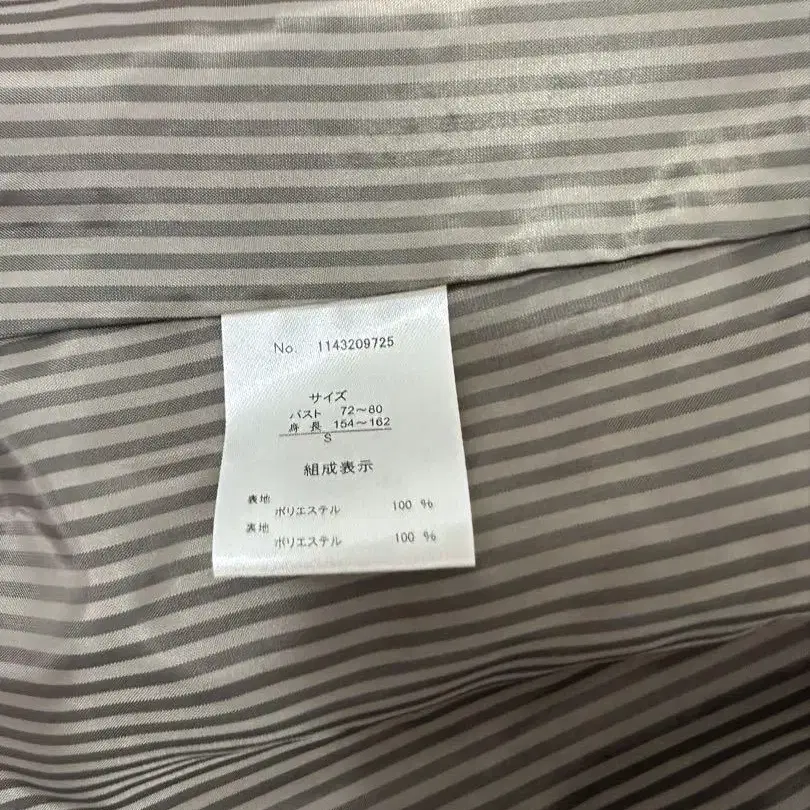 No. 1143209725
サイズ
バスト 72～80
身長 154～162
S
組成表示
表地
ポリエステル 100 %
裏地
ポリエステル 100 %